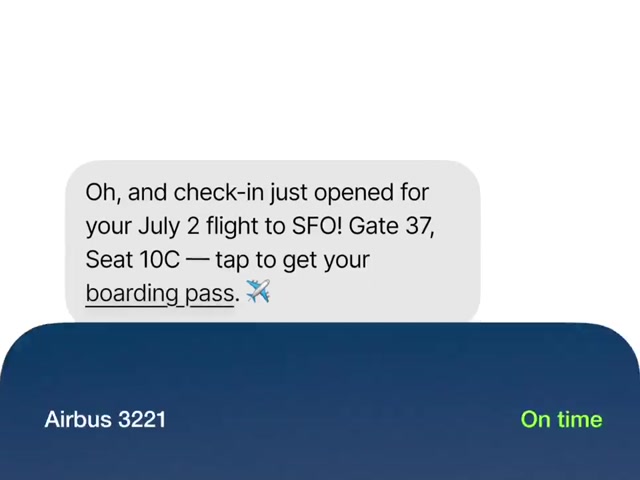 Oh, and check-in just opened for
your July 2 flight to SFO! Gate 37,
Seat 10C — tap to get your
boarding pass. ✈️
Airbus 3221
On time